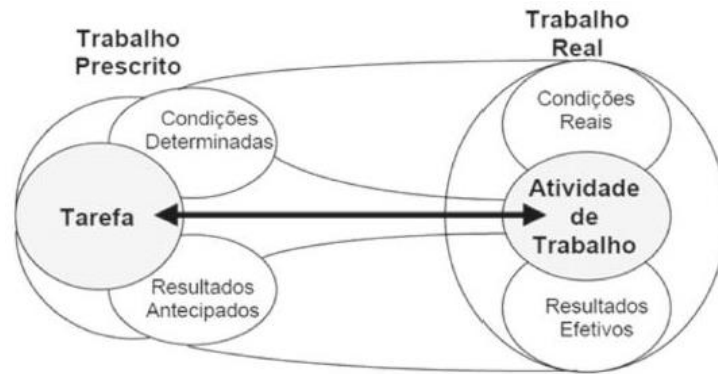 Trabalho
Prescrito
Condições
Determinadas
Tarefa
Resultados
Antecipados
Trabalho
Real
Condições
Reais
Atividade
de
Trabalho
Resultados
Efetivos